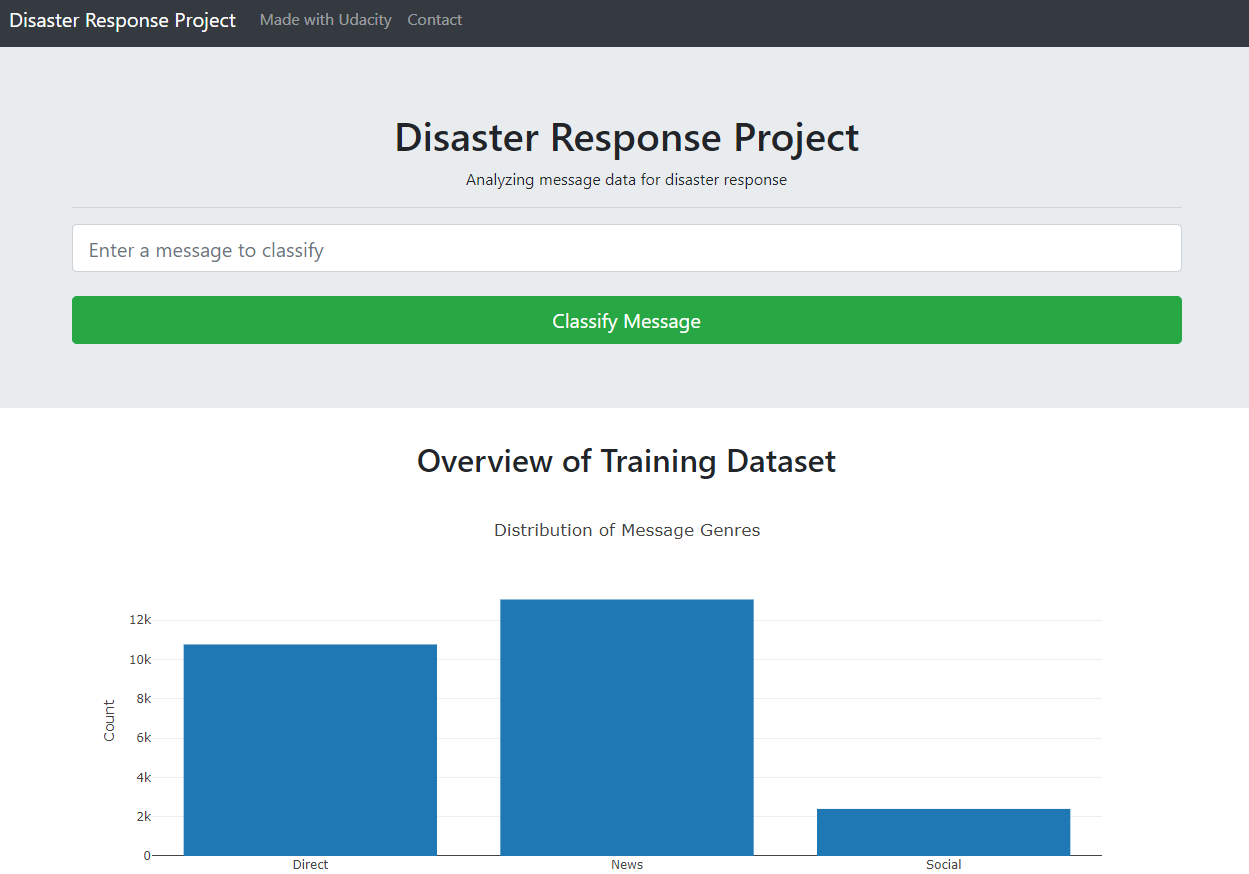 Disaster Response Project Made with Udacity Contact
Disaster Response Project
Analyzing message data for disaster response
Enter a message to classify
Classify Message
Overview of Training Dataset
Distribution of Message Genres
12k
10k
8k
6k
4k
2k
0
Count
Direct News Social